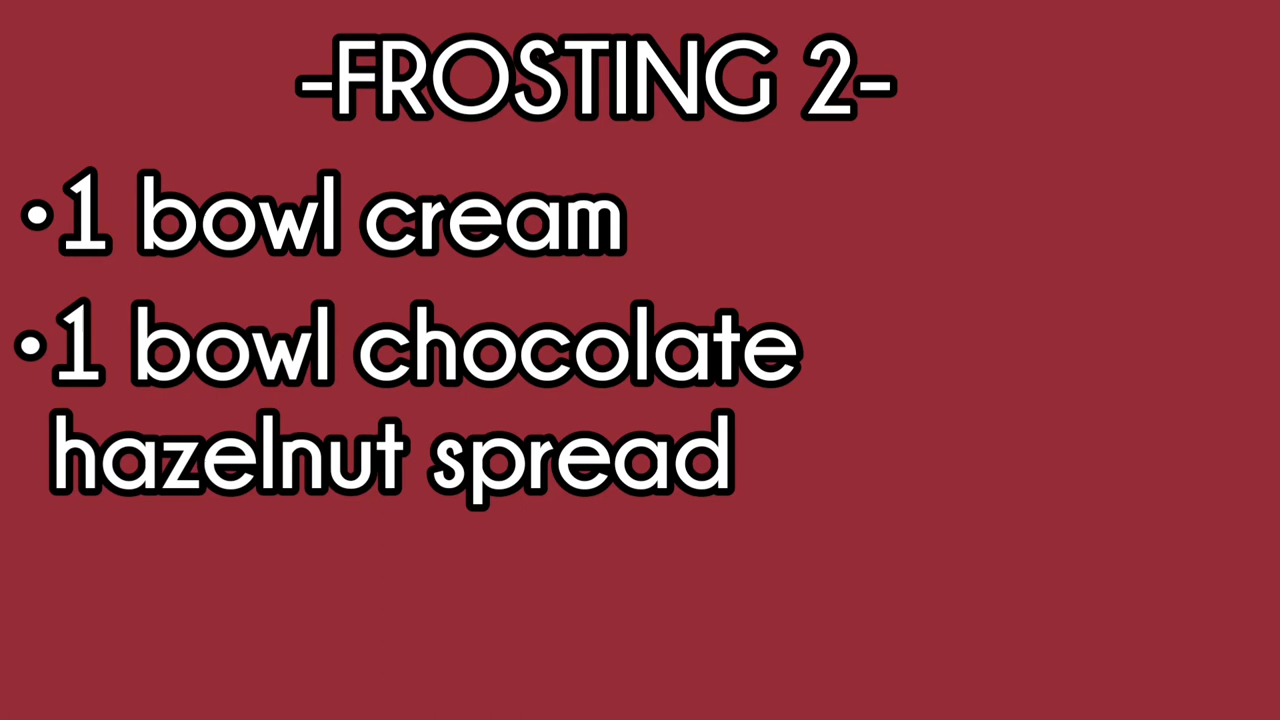 -FROSTING 2-
•1 bowl cream
•1 bowl chocolate
hazelnut spread